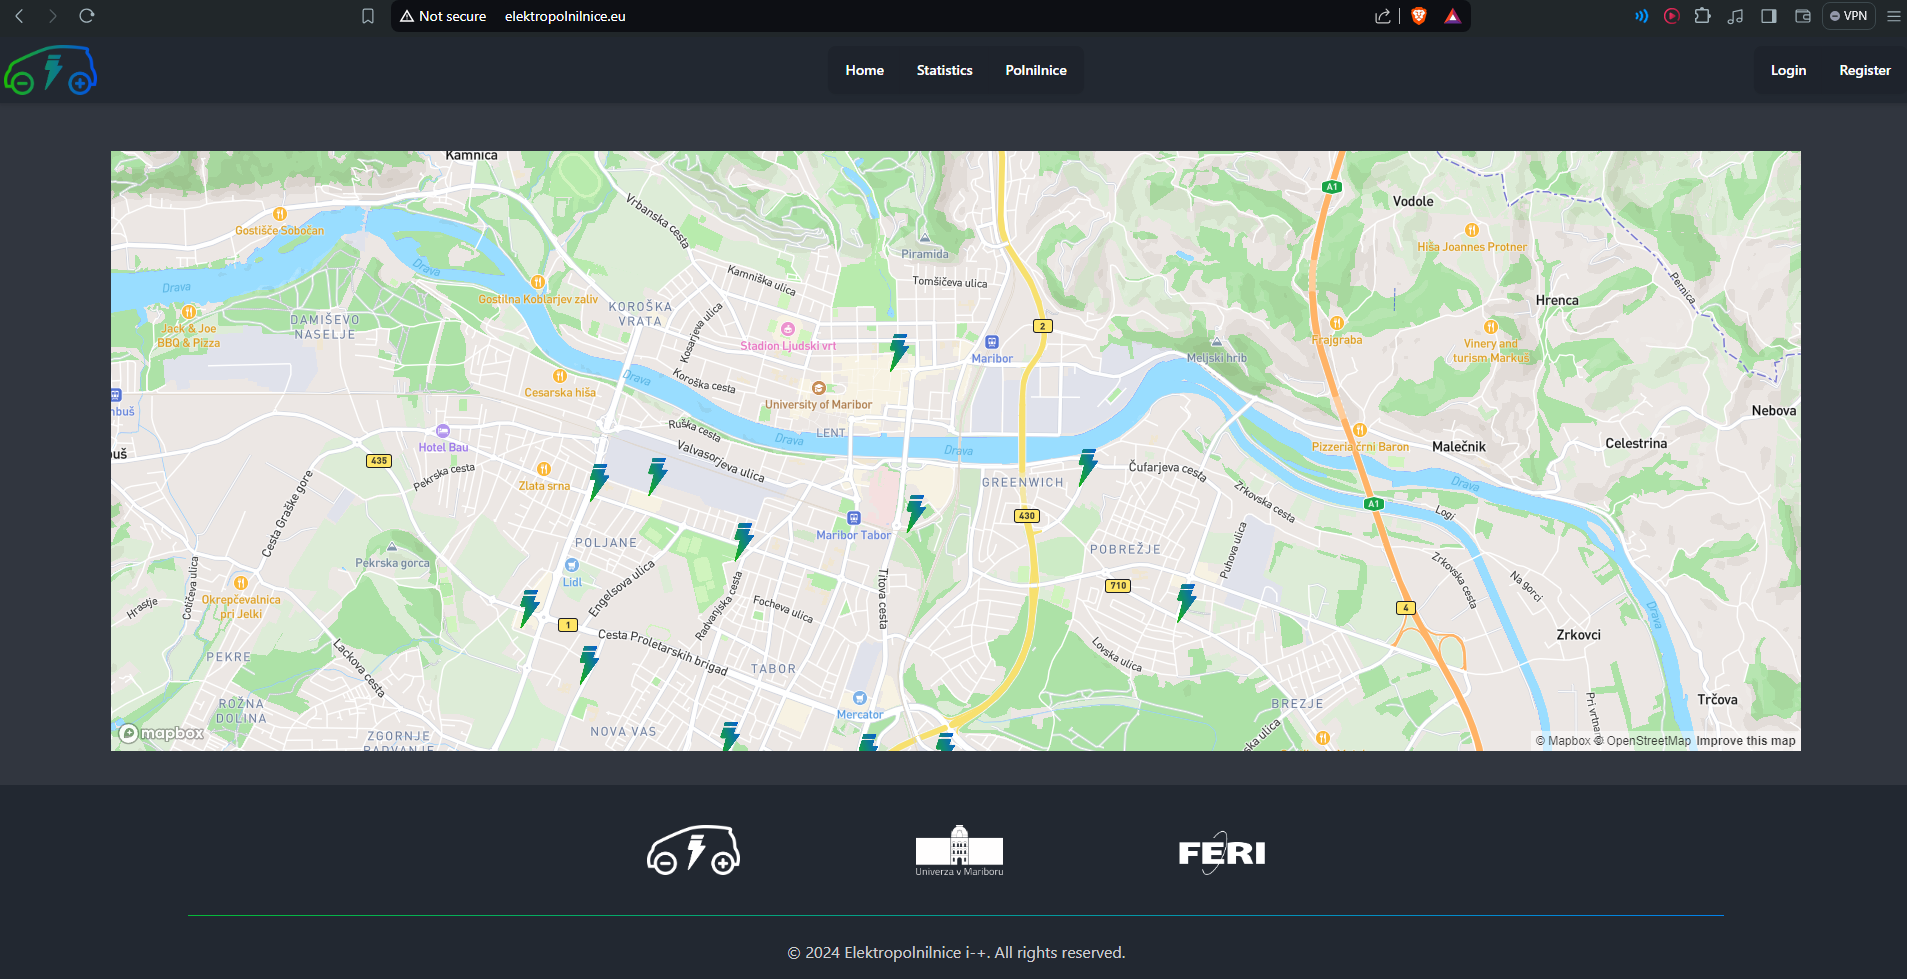 Not secure
elektropolnilnice.eu
VPN
Home
Statistics
Polnilnice
Login
Register
Kamnica
A1
Vodole
Vrbanska cesta
Gostišče Sobočan
Hiša Joannes Protner
Piramida
Drava
Kamniška ulica
Tomšičeva ulica
Pernica
Drava
Gostilna Koblarjev zaliv
Hrenca
KOROŠKA
VRATA
Kosarjeva ulica
Jack & Joe
BBQ & Pizza
DAMIŠEVO
NASELJE
2
Stadion Ljudski vrt
Maribor
Meljski hrib
Frajgraba
Vinery and
turism Markuš
Drava
Koroška cesta
Cesarska hiša
University of Maribor
Nebova
Ruška cesta
LENT
Drava
Drava
Hotel Bau
Valvasorjeva ulica
Pizzeria črni Baron
Malečnik
Celestrina
435
Pekrska cesta
Zlata srna
GREENWICH
Čufarjeva cesta
Zrkovska cesta
Drava
A1
Logi
Cesta Graške gore
430
Maribor Tabor
POLJANE
POBREŽJE
Puhova ulica
Pekrska gorca
Lidl
Engelsova ulica
Cotičeva ulica
Titova cesta
Radvanjska cesta
Zrkovska cesta
Na gorci
Okrepčevalnica
pri Jelki
Hrastje
Focheva ulica
710
4
Drava
1
Cesta Proletarskih brigad
Zrkovci
PEKRE
Lackova cesta
TABOR
Lovska ulica
ROŽNA
DOLINA
Mercator
BREZJE
Trčova
NOVA VAS
ZGORNJE
RADVANJE
mapbox
© Mapbox © OpenStreetMap Improve this map
Univerza v Mariboru
FERI
© 2024 Elektropolnilnice i-+. All rights reserved.